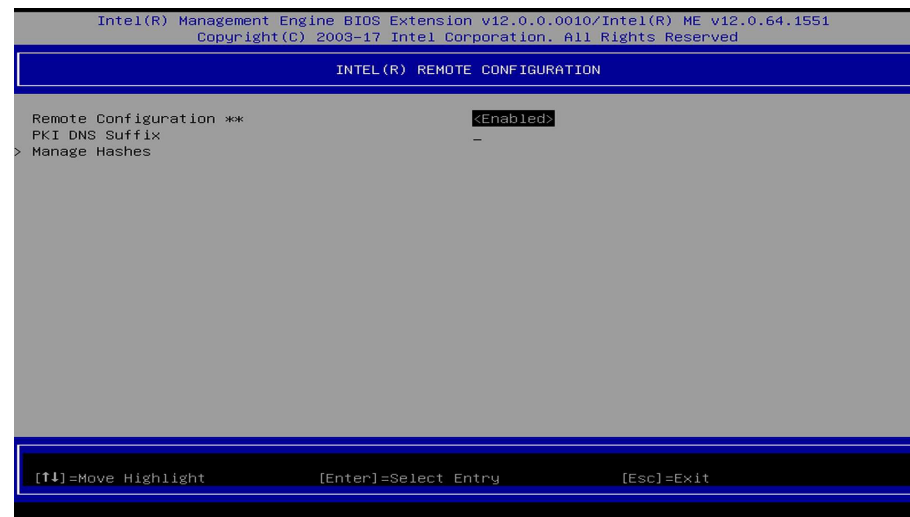 Intel(R) Management Engine BIOS Extension v12.0.0.0010/Intel(R) ME v12.0.64.1551
Copyright(C) 2003-17 Intel Corporation. All Rights Reserved
INTEL(R) REMOTE CONFIGURATION
Remote Configuration ** <Enabled>
PKI DNS Suffix _
> Manage Hashes
[↑↓]=Move Highlight [Enter]=Select Entry [Esc]=Exit